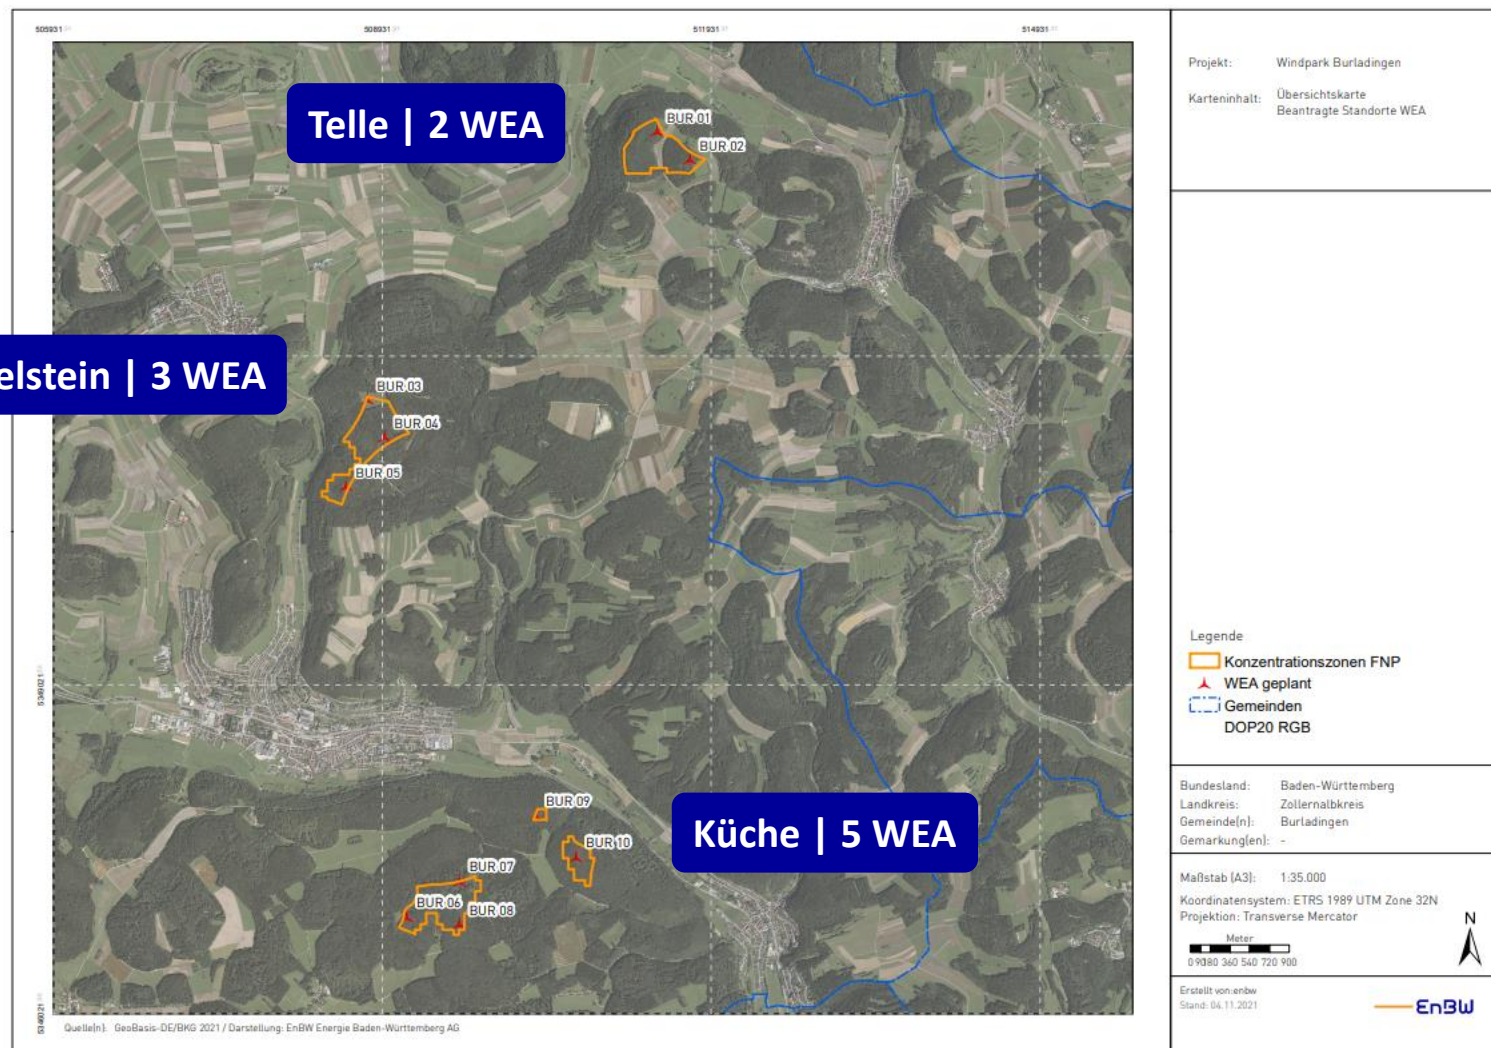 505931
508931
511931
514931
Telle | 2 WEA
BUR 01
BUR 02
elstein | 3 WEA
BUR 03
BUR 04
BUR 05
5349021
BUR 09
Küche | 5 WEA
BUR 10
BUR 07
BUR 06
BUR 08
5346021
Quelle(n): GeoBasis-DE/BKG 2021 / Darstellung: EnBW Energie Baden-Württemberg AG
Projekt: Windpark Burladingen
Karteninhalt: Übersichtskarte
Beantragte Standorte WEA
Legende
Konzentrationszonen FNP
WEA geplant
Gemeinden
DOP20 RGB
Bundesland: Baden-Württemberg
Landkreis: Zollernalbkreis
Gemeinde(n): Burladingen
Gemarkung(en): -
Maßstab (A3): 1:35.000
Koordinatensystem: ETRS 1989 UTM Zone 32N
Projektion: Transverse Mercator
N
Meter
0 90180 360 540 720 900
Erstellt von:enbw
Stand: 04.11.2021
EnBW